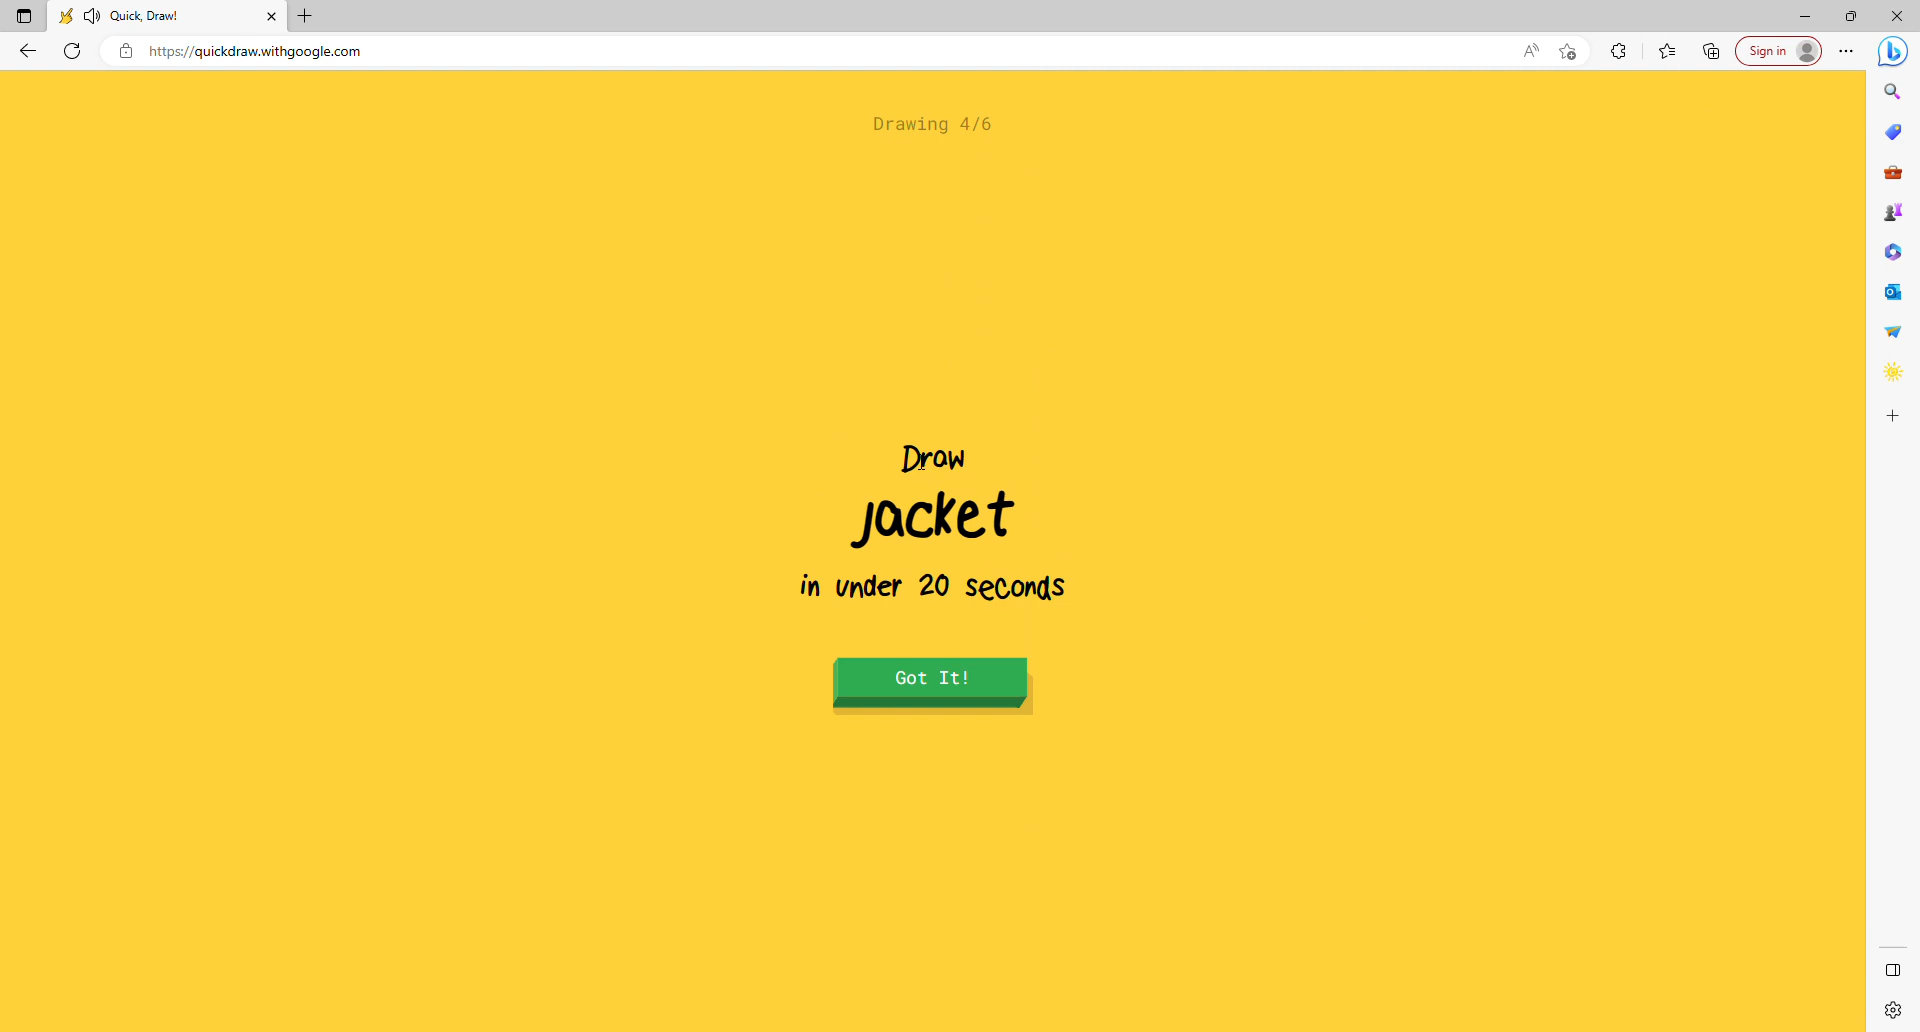 Quick, Draw!
https://quickdraw.withgoogle.com
Sign in
Drawing 4/6
Draw
jacket
in under 20 seconds
Got It!